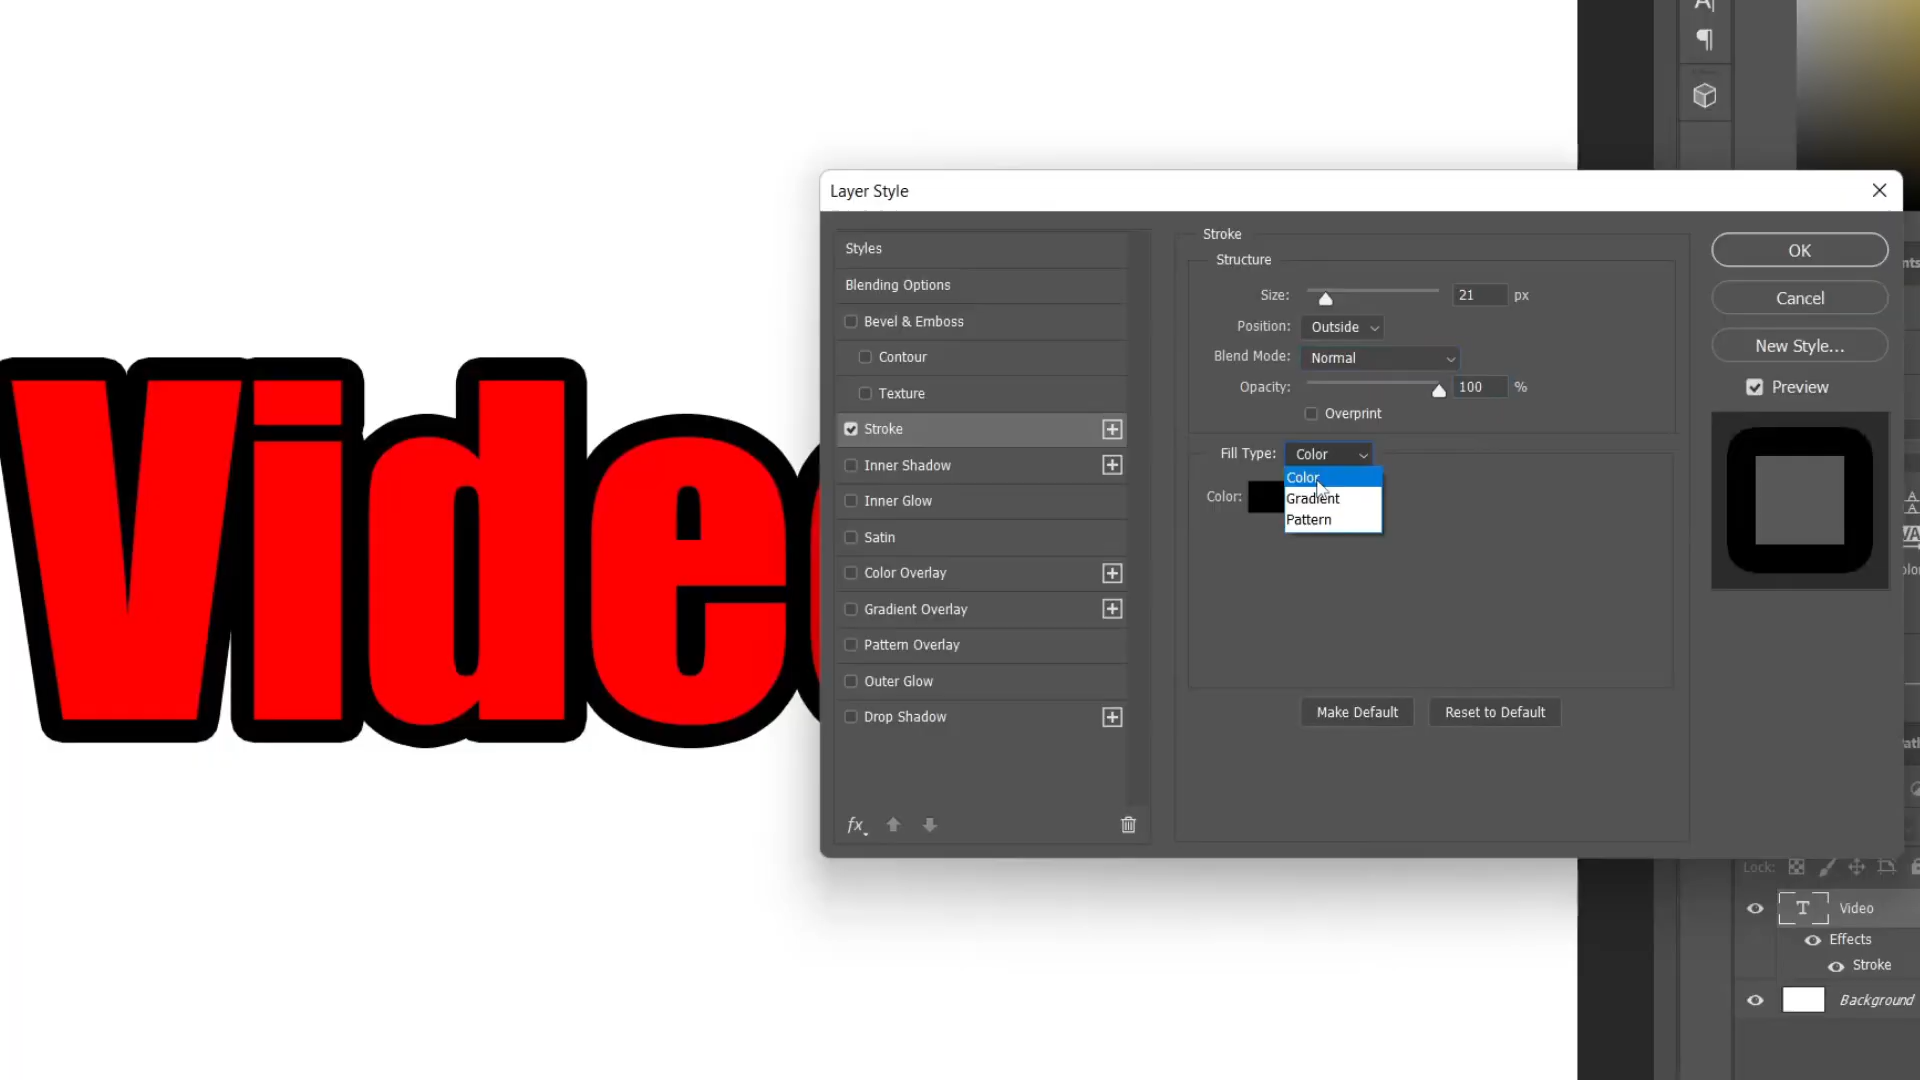 Layer Style
Styles
Blending Options
Bevel & Emboss
Contour
Texture
Stroke
Inner Shadow
Inner Glow
Satin
Color Overlay
Gradient Overlay
Pattern Overlay
Outer Glow
Drop Shadow
fx
Stroke
Structure
Size: 21 px
Position: Outside
Blend Mode: Normal
Opacity: 100 %
Overprint
Fill Type: Color
Color
Gradient
Pattern
Color:
Make Default
Reset to Default
OK
Cancel
New Style...
Preview
Lock:
T Video
Effects
Stroke
Background